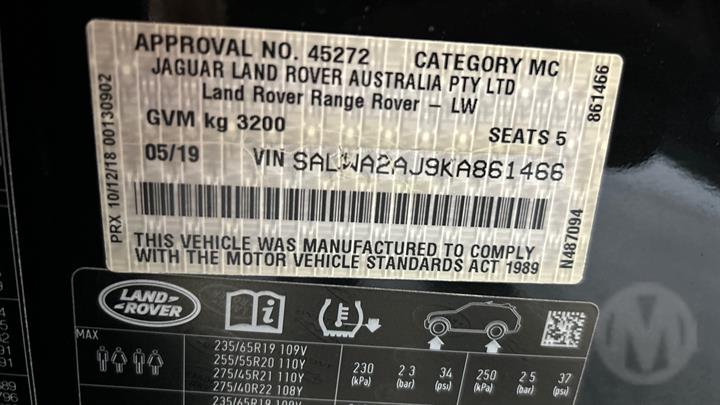 APPROVAL NO. 45272 CATEGORY MC
JAGUAR LAND ROVER AUSTRALIA PTY LTD
Land Rover Range Rover – LW
GVM kg 3200 SEATS 5
05/19 VIN SALWA2AJ9KA861466
THIS VEHICLE WAS MANUFACTURED TO COMPLY
WITH THE MOTOR VEHICLE STANDARDS ACT 1989
PRX 10/12/18 00130902
861466
N487094
LAND-
ROVER
MAX
235/65R19 109V
255/55R20 110Y
275/45R21 110Y
275/40R22 108Y
230 (kPa) 2.3 (bar) 34 (psi) 250 (kPa) 2.5 (bar) 37 (psi)
235/65R19 109V
M